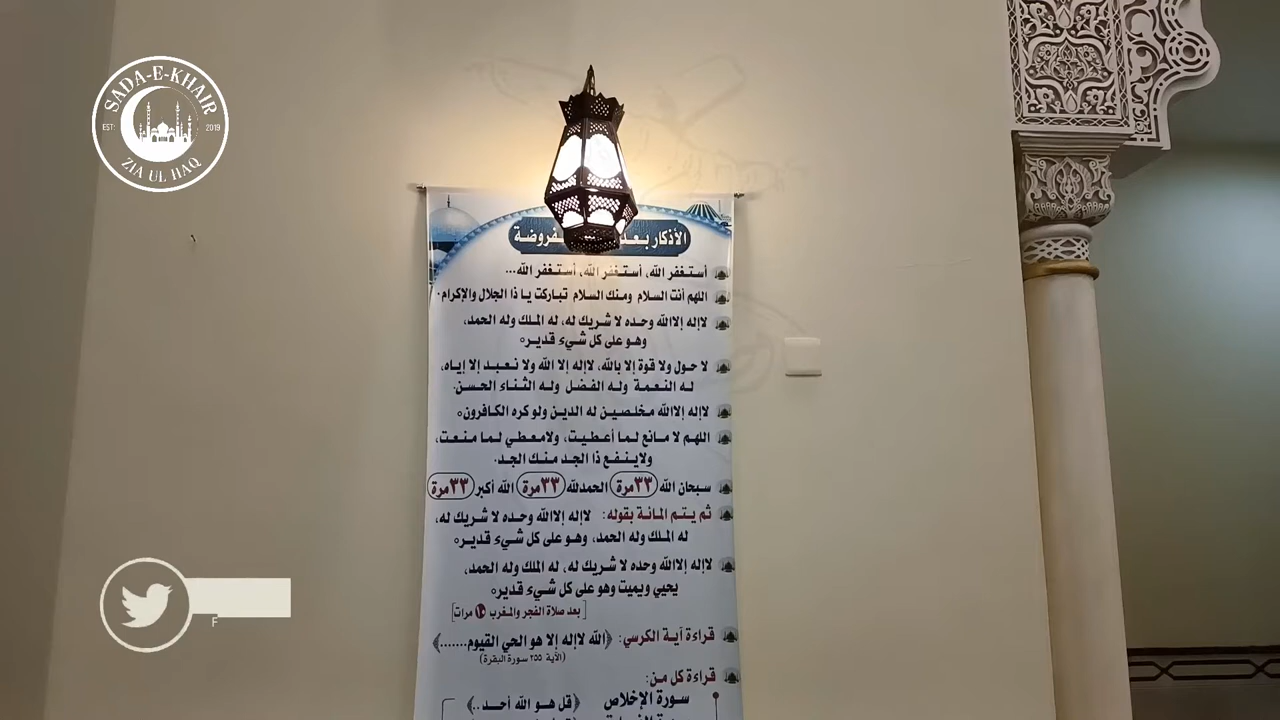 SADA-E-KHAIR
EST: 2019
ZIA UL HAQ
الأذكار بعد المفروضة
أستغفر الله، أستغفر الله، أستغفر الله...
اللهم أنت السلام ومنك السلام تباركت يا ذا الجلال والإكرام.
لاإله إلاالله وحده لا شريك له، له الملك وله الحمد،
وهو على كل شيء قدير
لا حول ولا قوة إلا بالله، لاإله إلا الله ولا نعبد إلا إياه،
له النعمة وله الفضل وله الثناء الحسن.
لاإله إلاالله مخلصين له الدين ولو كره الكافرون
اللهم لا مانع لما أعطيت، ولامعطي لما منعت،
ولاينفع ذا الجد منك الجد.
سبحان الله ٣٣ مرة الحمدلله ٣٣ مرة الله أكبر ٣٣ مرة
ثم يتم المائة بقوله: لاإله إلاالله وحده لا شريك له،
له الملك وله الحمد، وهو على كل شيء قدير
لاإله إلاالله وحده لا شريك له، له الملك وله الحمد،
يحيي ويميت وهو على كل شيء قدير
[بعد صلاة الفجر والمغرب ١٠ مرات]
قراءة آية الكرسي: ﴿الله لاإله إلا هو الحي القيوم.......﴾
(الآية ٢٥٥ سورة البقرة)
قراءة كل من:
سورة الإخلاص ﴿قل هو الله أحد..﴾
F